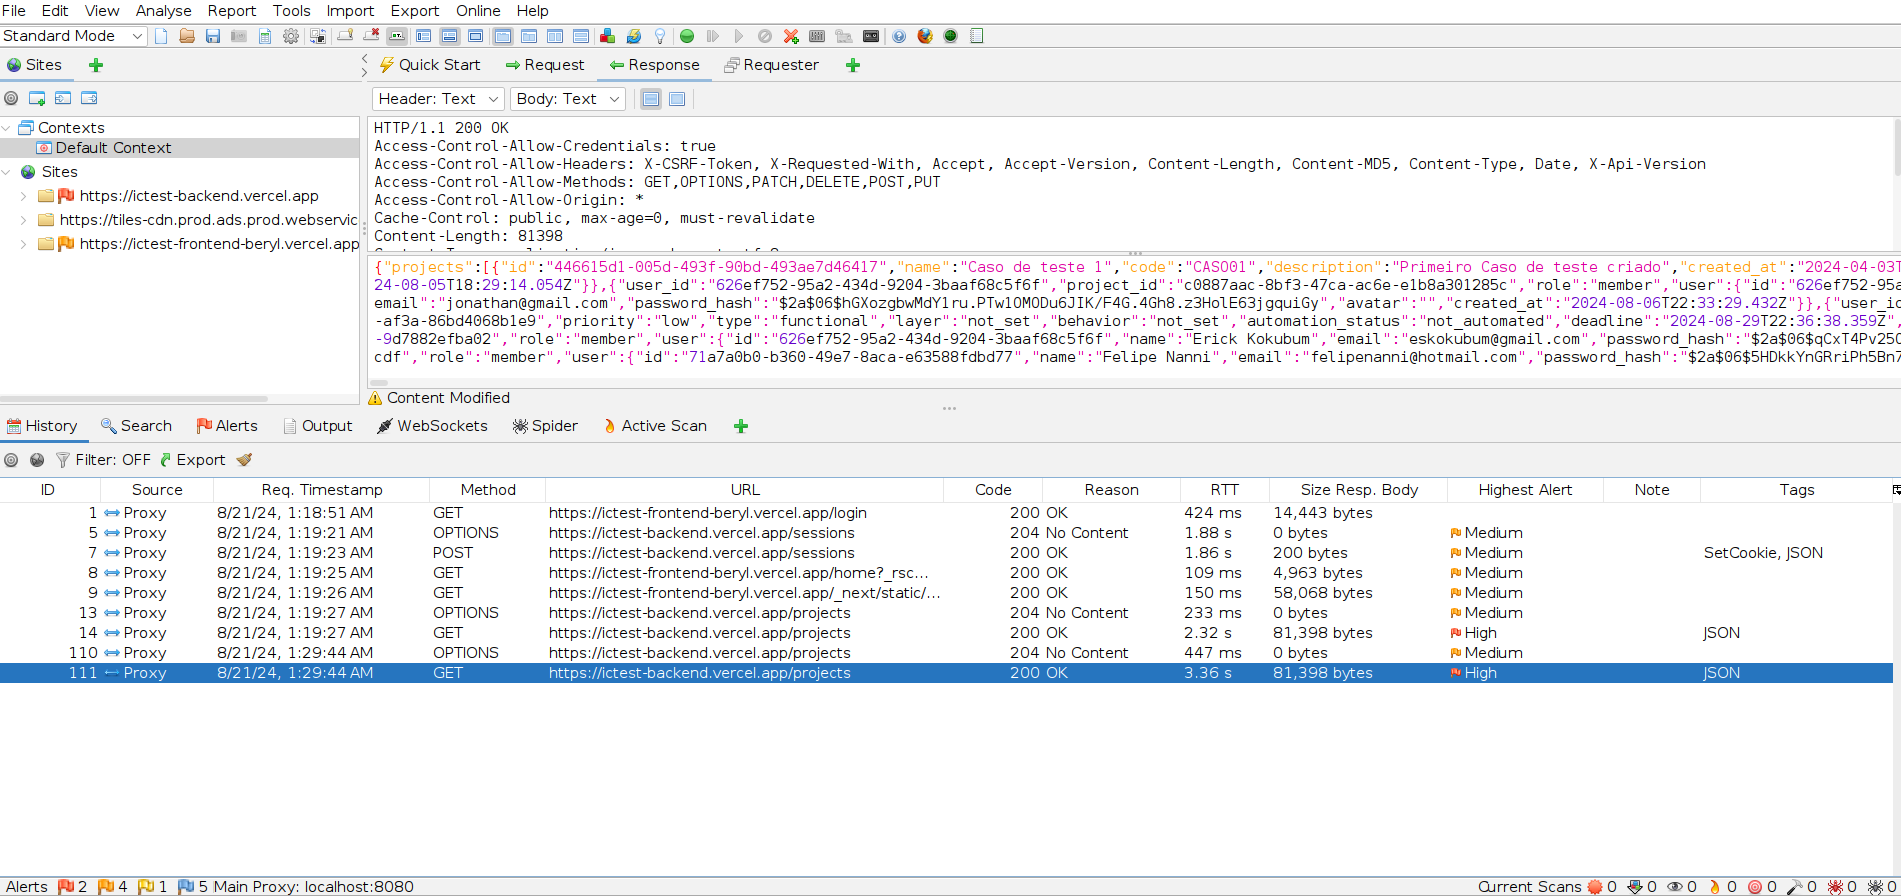 File Edit View Analyse Report Tools Import Export Online Help
Standard Mode
Sites
Quick Start Request Response Requester
Header: Text Body: Text
Contexts
Default Context
Sites
https://ictest-backend.vercel.app
https://tiles-cdn.prod.ads.prod.webservic
https://ictest-frontend-beryl.vercel.app
HTTP/1.1 200 OK
Access-Control-Allow-Credentials: true
Access-Control-Allow-Headers: X-CSRF-Token, X-Requested-With, Accept, Accept-Version, Content-Length, Content-MD5, Content-Type, Date, X-Api-Version
Access-Control-Allow-Methods: GET,OPTIONS,PATCH,DELETE,POST,PUT
Access-Control-Allow-Origin: *
Cache-Control: public, max-age=0, must-revalidate
Content-Length: 81398
{"projects":[{"id":"446615d1-005d-493f-90bd-493ae7d46417","name":"Caso de teste 1","code":"CASO01","description":"Primeiro Caso de teste criado","created_at":"2024-04-03T
24-08-05T18:29:14.054Z"}},{"user_id":"626ef752-95a2-434d-9204-3baaf68c5f6f","project_id":"c0887aac-8bf3-47ca-ac6e-e1b8a301285c","role":"member","user":{"id":"626ef752-95a
email":"jonathan@gmail.com","password_hash":"$2a$06$hGXozgbwMdY1ru.PTw1OMODu6JIK/F4G.4Gh8.z3HolE63jgquiGy","avatar":"","created_at":"2024-08-06T22:33:29.432Z"}},{"user_id
-af3a-86bd4068b1e9","priority":"low","type":"functional","layer":"not_set","behavior":"not_set","automation_status":"not_automated","deadline":"2024-08-29T22:36:38.359Z",
-9d7882efba02","role":"member","user":{"id":"626ef752-95a2-434d-9204-3baaf68c5f6f","name":"Erick Kokubum","email":"eskokubum@gmail.com","password_hash":"$2a$06$qCxT4Pv25O
cdf","role":"member","user":{"id":"71a7a0b0-b360-49e7-8aca-e63588fdbd77","name":"Felipe Nanni","email":"felipenanni@hotmail.com","password_hash":"$2a$06$5HDkkYnGRriPh5Bn7
Content Modified
History Search Alerts Output WebSockets Spider Active Scan
Filter: OFF Export
ID Source Req. Timestamp Method URL Code Reason RTT Size Resp. Body Highest Alert Note Tags
1 Proxy 8/21/24, 1:18:51 AM GET https://ictest-frontend-beryl.vercel.app/login 200 OK 424 ms 14,443 bytes
5 Proxy 8/21/24, 1:19:21 AM OPTIONS https://ictest-backend.vercel.app/sessions 204 No Content 1.88 s 0 bytes Medium
7 Proxy 8/21/24, 1:19:23 AM POST https://ictest-backend.vercel.app/sessions 200 OK 1.86 s 200 bytes Medium SetCookie, JSON
8 Proxy 8/21/24, 1:19:25 AM GET https://ictest-frontend-beryl.vercel.app/home?_rsc... 200 OK 109 ms 4,963 bytes Medium
9 Proxy 8/21/24, 1:19:26 AM GET https://ictest-frontend-beryl.vercel.app/_next/static/... 200 OK 150 ms 58,068 bytes Medium
13 Proxy 8/21/24, 1:19:27 AM OPTIONS https://ictest-backend.vercel.app/projects 204 No Content 233 ms 0 bytes Medium
14 Proxy 8/21/24, 1:19:27 AM GET https://ictest-backend.vercel.app/projects 200 OK 2.32 s 81,398 bytes High JSON
110 Proxy 8/21/24, 1:29:44 AM OPTIONS https://ictest-backend.vercel.app/projects 204 No Content 447 ms 0 bytes Medium
111 Proxy 8/21/24, 1:29:44 AM GET https://ictest-backend.vercel.app/projects 200 OK 3.36 s 81,398 bytes High JSON
Alerts 2 4 1 5 Main Proxy: localhost:8080 Current Scans 0 0 0 0 0 0 0 0